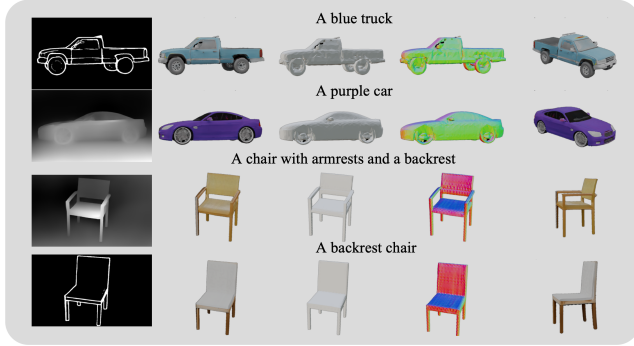 A blue truck
A purple car
A chair with armrests and a backrest
A backrest chair